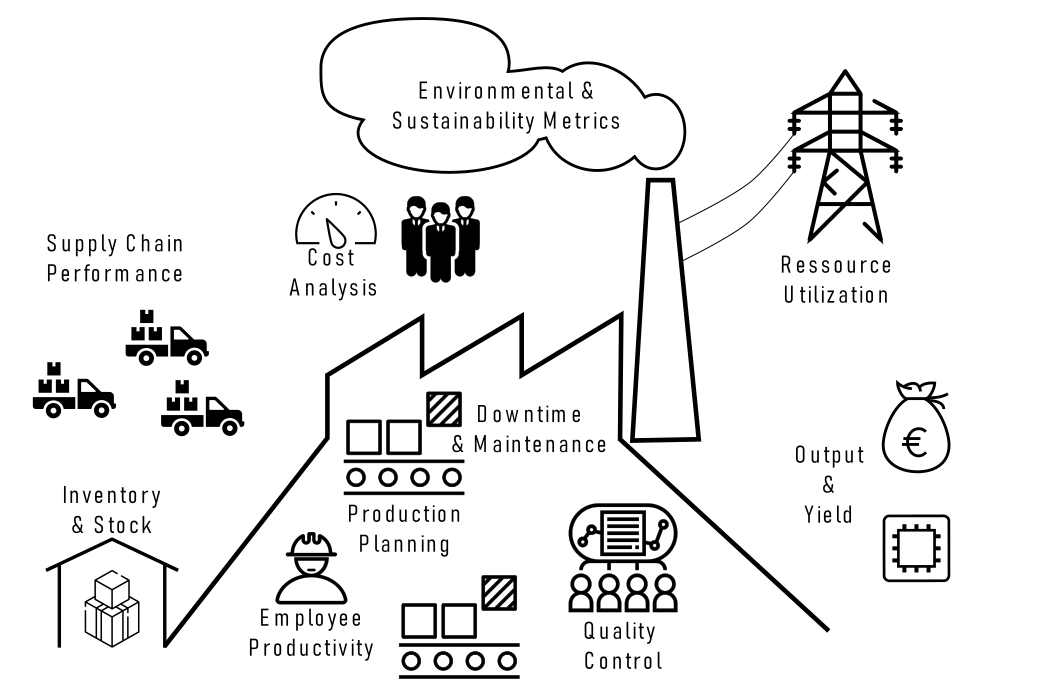 Environmental &
Sustainability Metrics
Supply Chain
Performance
Cost
Analysis
Ressource
Utilization
Downtime
& Maintenance
Output
&
Yield
€
Inventory
& Stock
Production
Planning
Employee
Productivity
Quality
Control